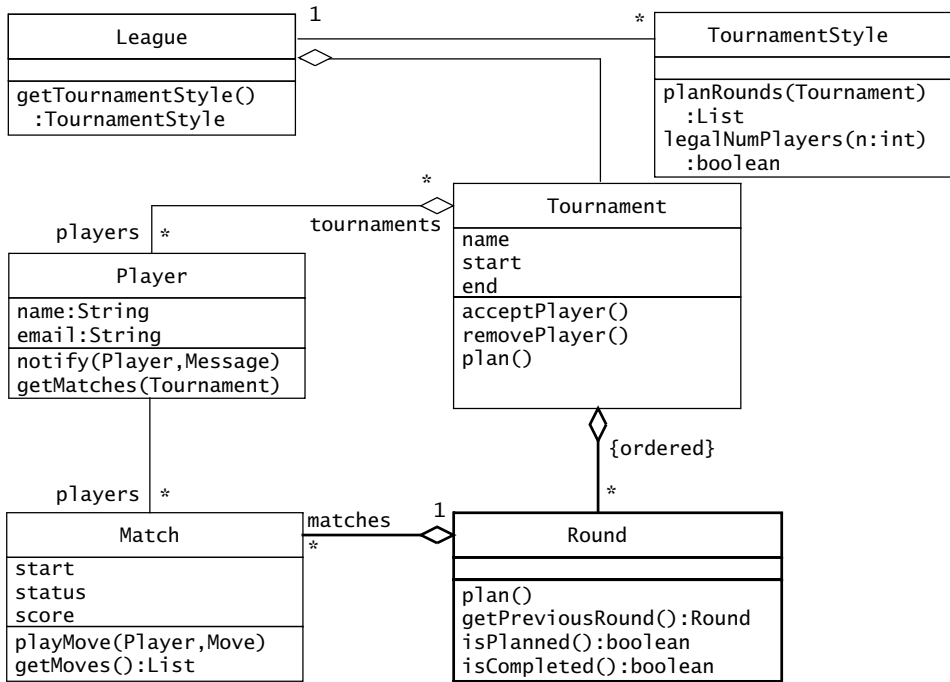 League
1
*
TournamentStyle
getTournamentStyle()
:TournamentStyle
planRounds(Tournament)
:List
legalNumPlayers(n:int)
:boolean
*
tournaments
players *
Tournament
name
start
end
acceptPlayer()
removePlayer()
plan()
Player
name:String
email:String
notify(Player,Message)
getMatches(Tournament)
{ordered}
*
players *
matches
*
1
Match
start
status
score
playMove(Player,Move)
getMoves():List
Round
plan()
getPreviousRound():Round
isPlanned():boolean
isCompleted():boolean